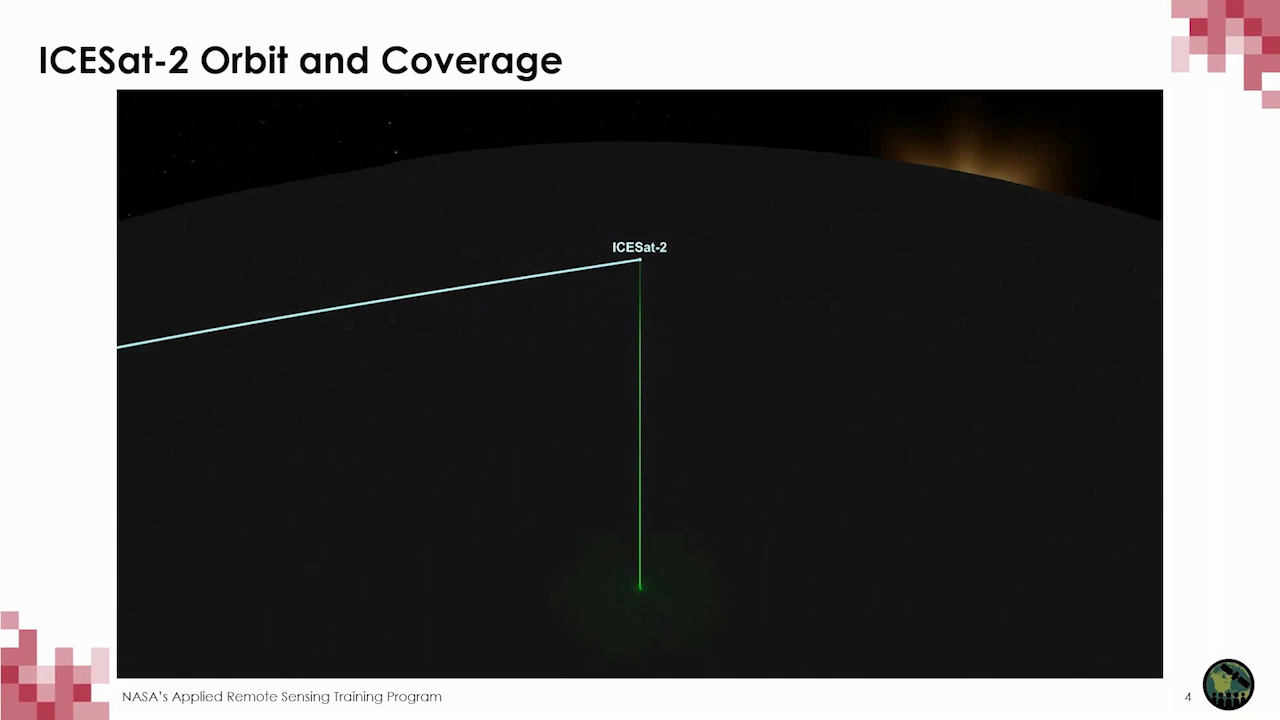 ICESat-2 Orbit and Coverage
ICESat-2
NASA's Applied Remote Sensing Training Program
4